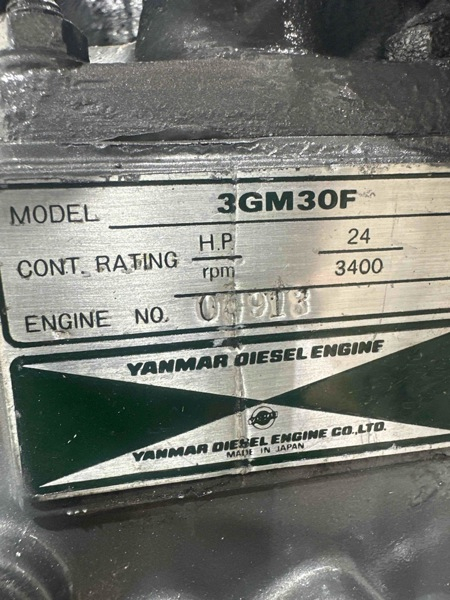 MODEL 3GM30F
CONT. RATING H.P. 24
rpm 3400
ENGINE NO.
YANMAR DIESEL ENGINE
YANMAR DIESEL ENGINE CO.,LTD.
MADE IN JAPAN